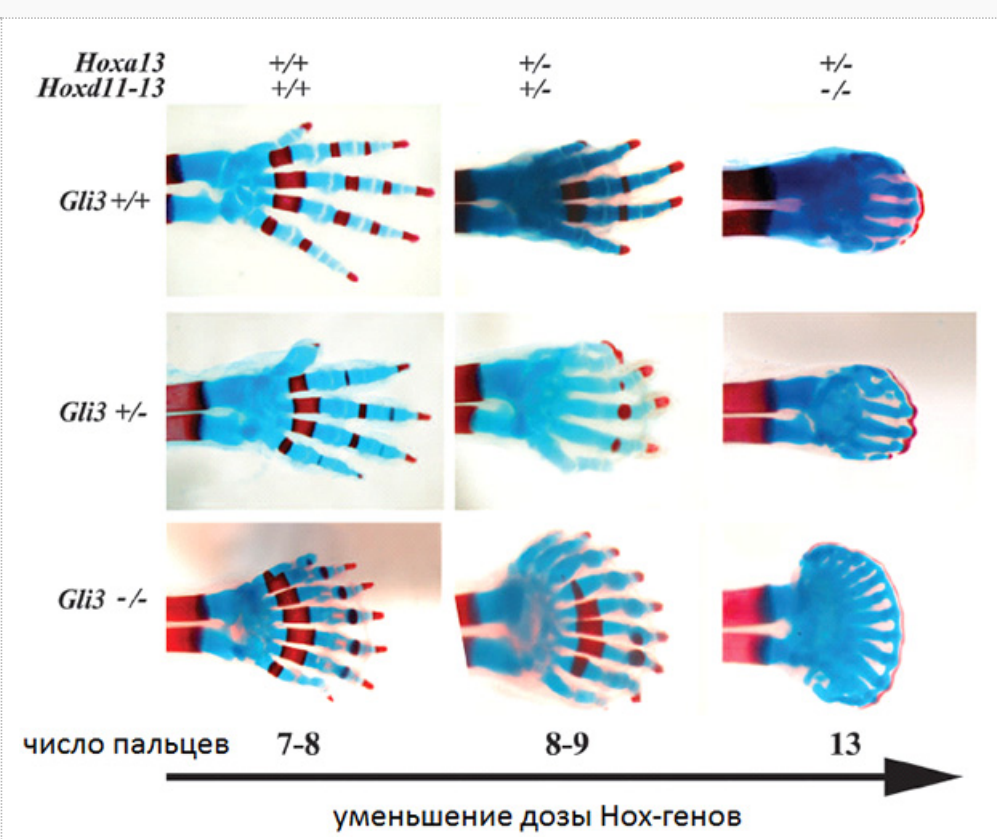 Hoxa13 +/+ +/- +/-
Hoxd11-13 +/+ +/- -/-
Gli3 +/+
Gli3 +/-
Gli3 -/-
число пальцев 7-8 8-9 13
уменьшение дозы Hox-генов